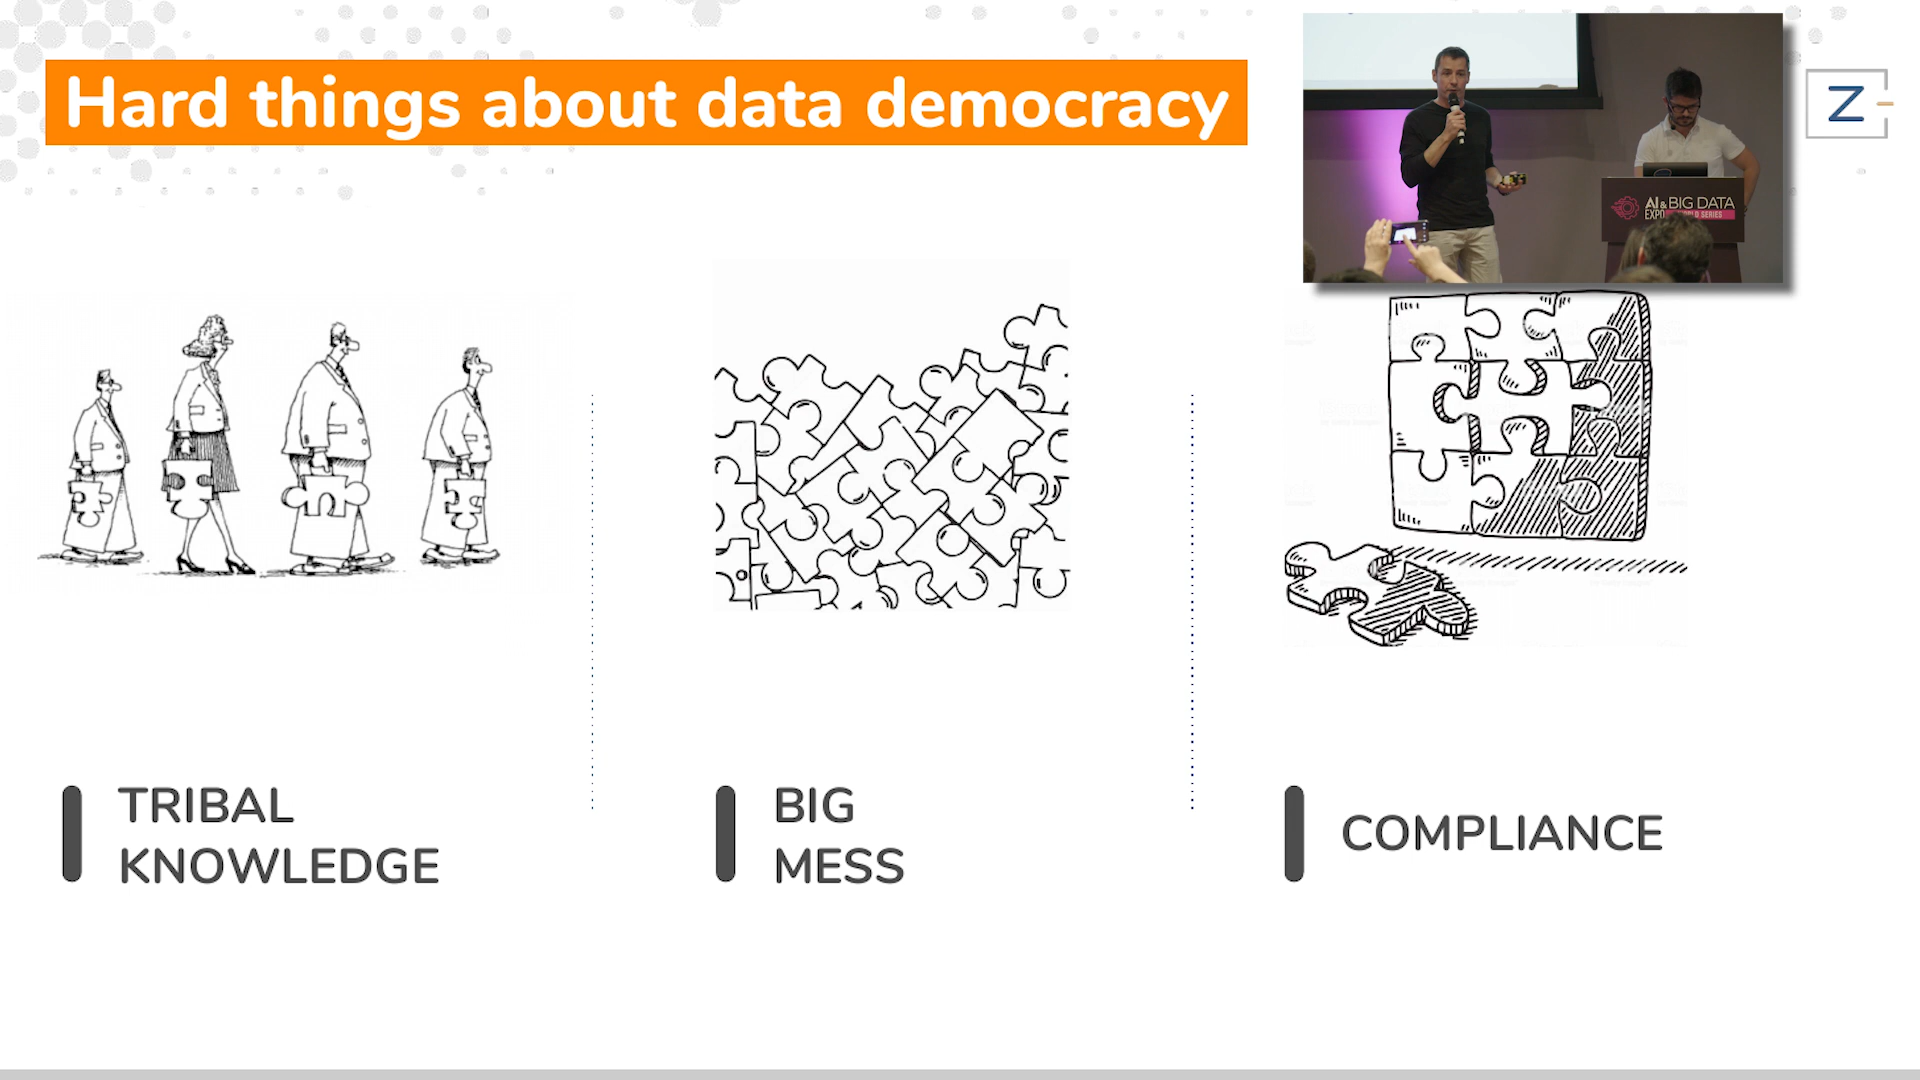 Hard things about data democracy
Z
AI & BIG DATA
EXPO
TRIBAL
KNOWLEDGE
BIG
MESS
COMPLIANCE